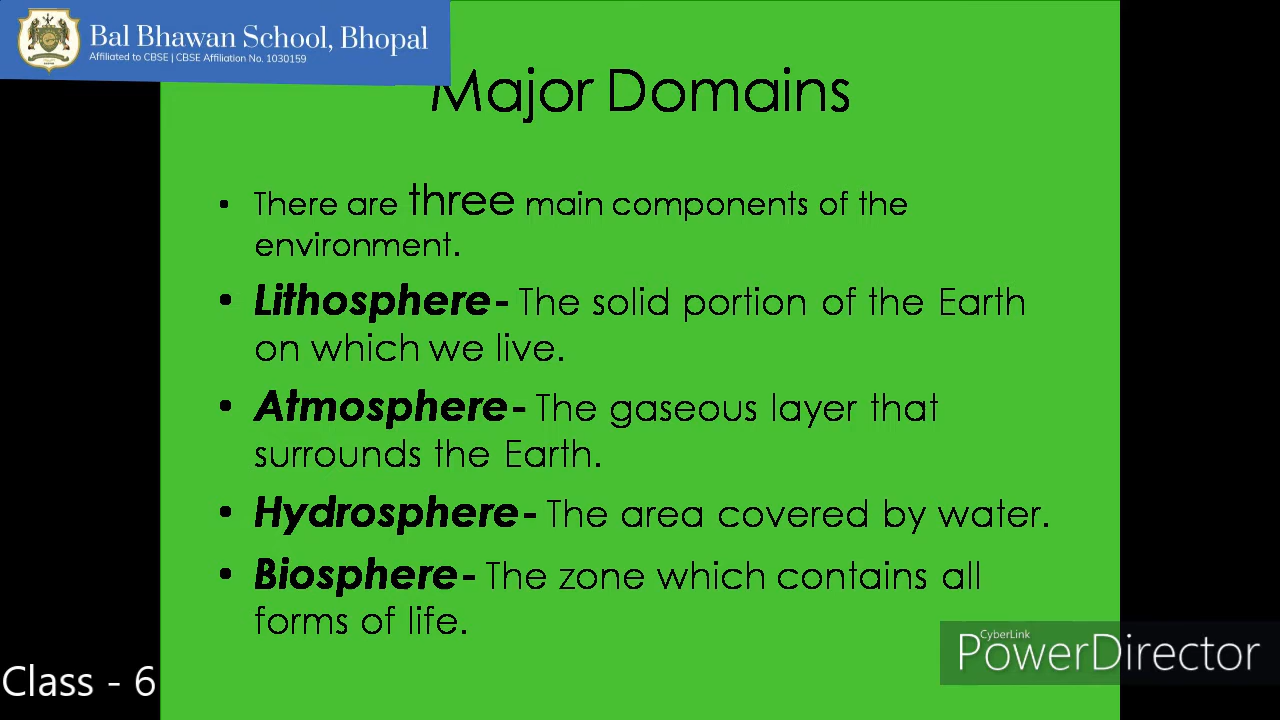 Bal Bhawan School, Bhopal
Affiliated to CBSE | CBSE Affiliation No. 1030159
Major Domains
• There are three main components of the
environment.
• Lithosphere- The solid portion of the Earth
on which we live.
• Atmosphere- The gaseous layer that
surrounds the Earth.
• Hydrosphere- The area covered by water.
• Biosphere- The zone which contains all
forms of life.
CyberLink
PowerDirector
Class - 6